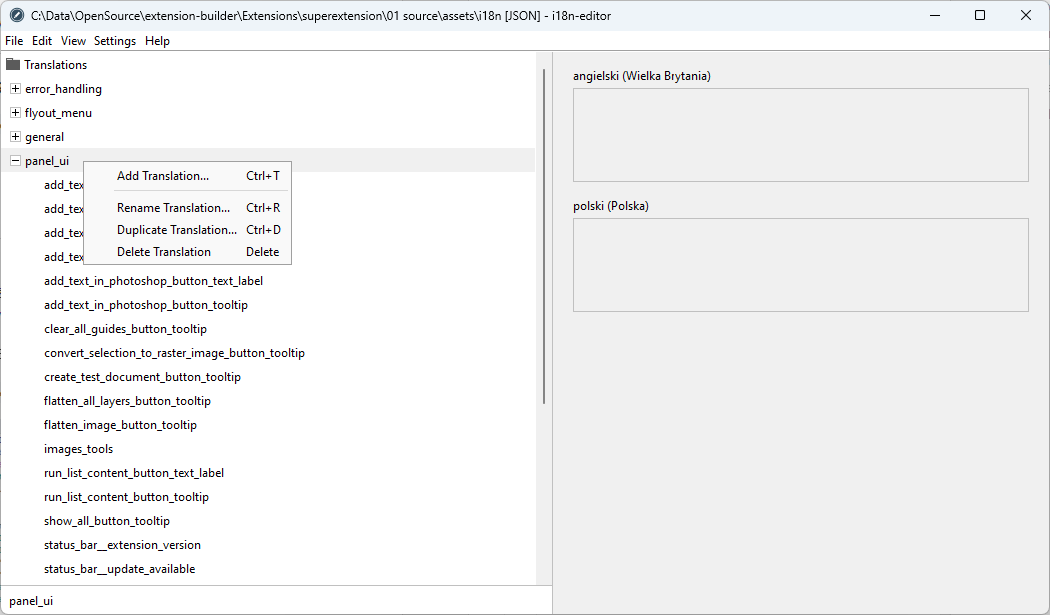 C:\Data\OpenSource\extension-builder\Extensions\superextension\01 source\assets\i18n [JSON] - i18n-editor
File Edit View Settings Help
Translations
error_handling
flyout_menu
general
panel_ui
add_tex
add_tex
add_tex
add_tex
add_text_in_photoshop_button_text_label
add_text_in_photoshop_button_tooltip
clear_all_guides_button_tooltip
convert_selection_to_raster_image_button_tooltip
create_test_document_button_tooltip
flatten_all_layers_button_tooltip
flatten_image_button_tooltip
images_tools
run_list_content_button_text_label
run_list_content_button_tooltip
show_all_button_tooltip
status_bar__extension_version
status_bar__update_available
Add Translation... Ctrl+T
Rename Translation... Ctrl+R
Duplicate Translation... Ctrl+D
Delete Translation Delete
panel_ui
angielski (Wielka Brytania)
polski (Polska)